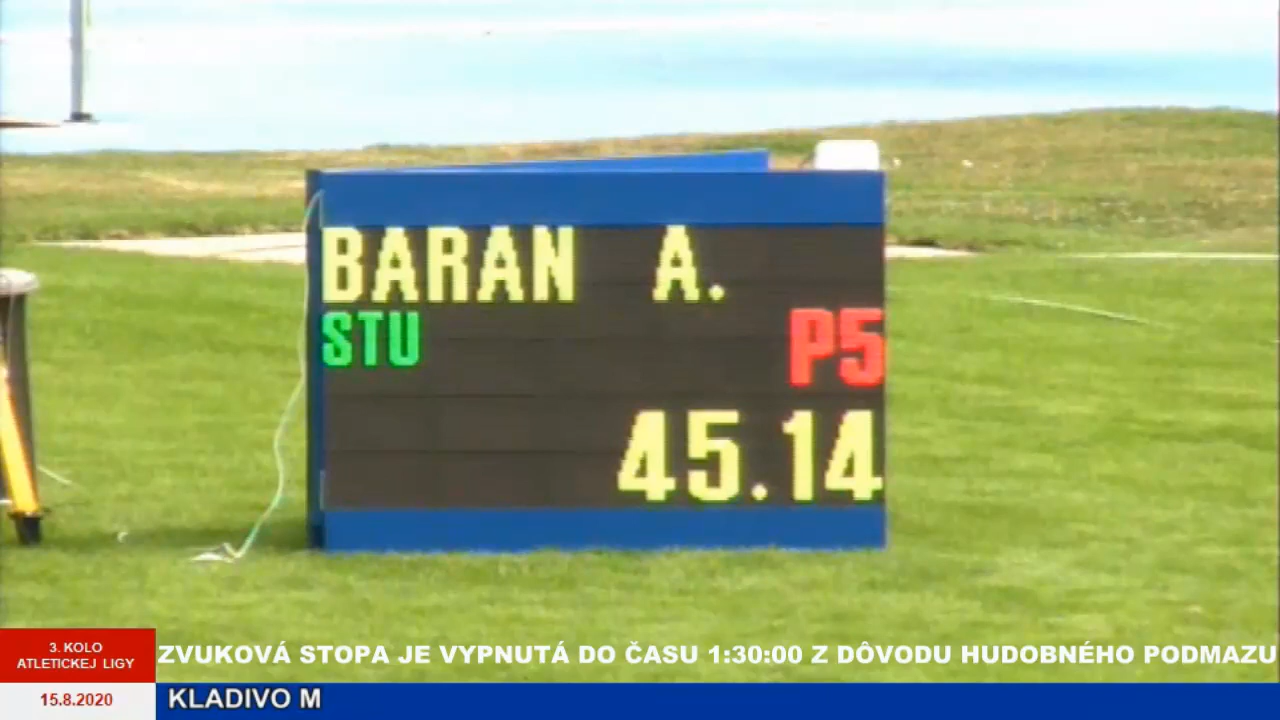 BARAN A.
STU P5
45.14
3. KOLO
ATLETICKEJ LIGY
ZVUKOVÁ STOPA JE VYPNUTÁ DO ČASU 1:30:00 Z DÔVODU HUDOBNÉHO PODMAZU
15.8.2020
KLADIVO M